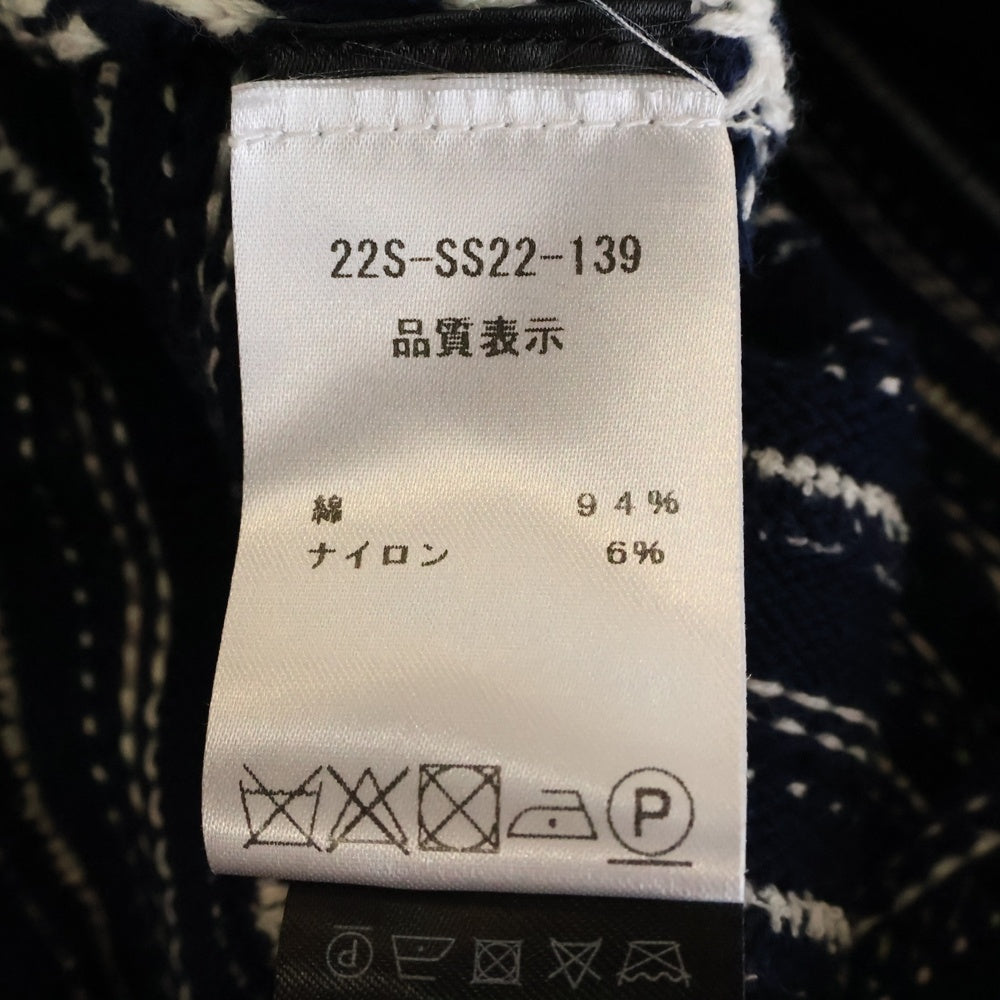 22S-SS22-139
品質表示
綿 94%
ナイロン 6%
P
P